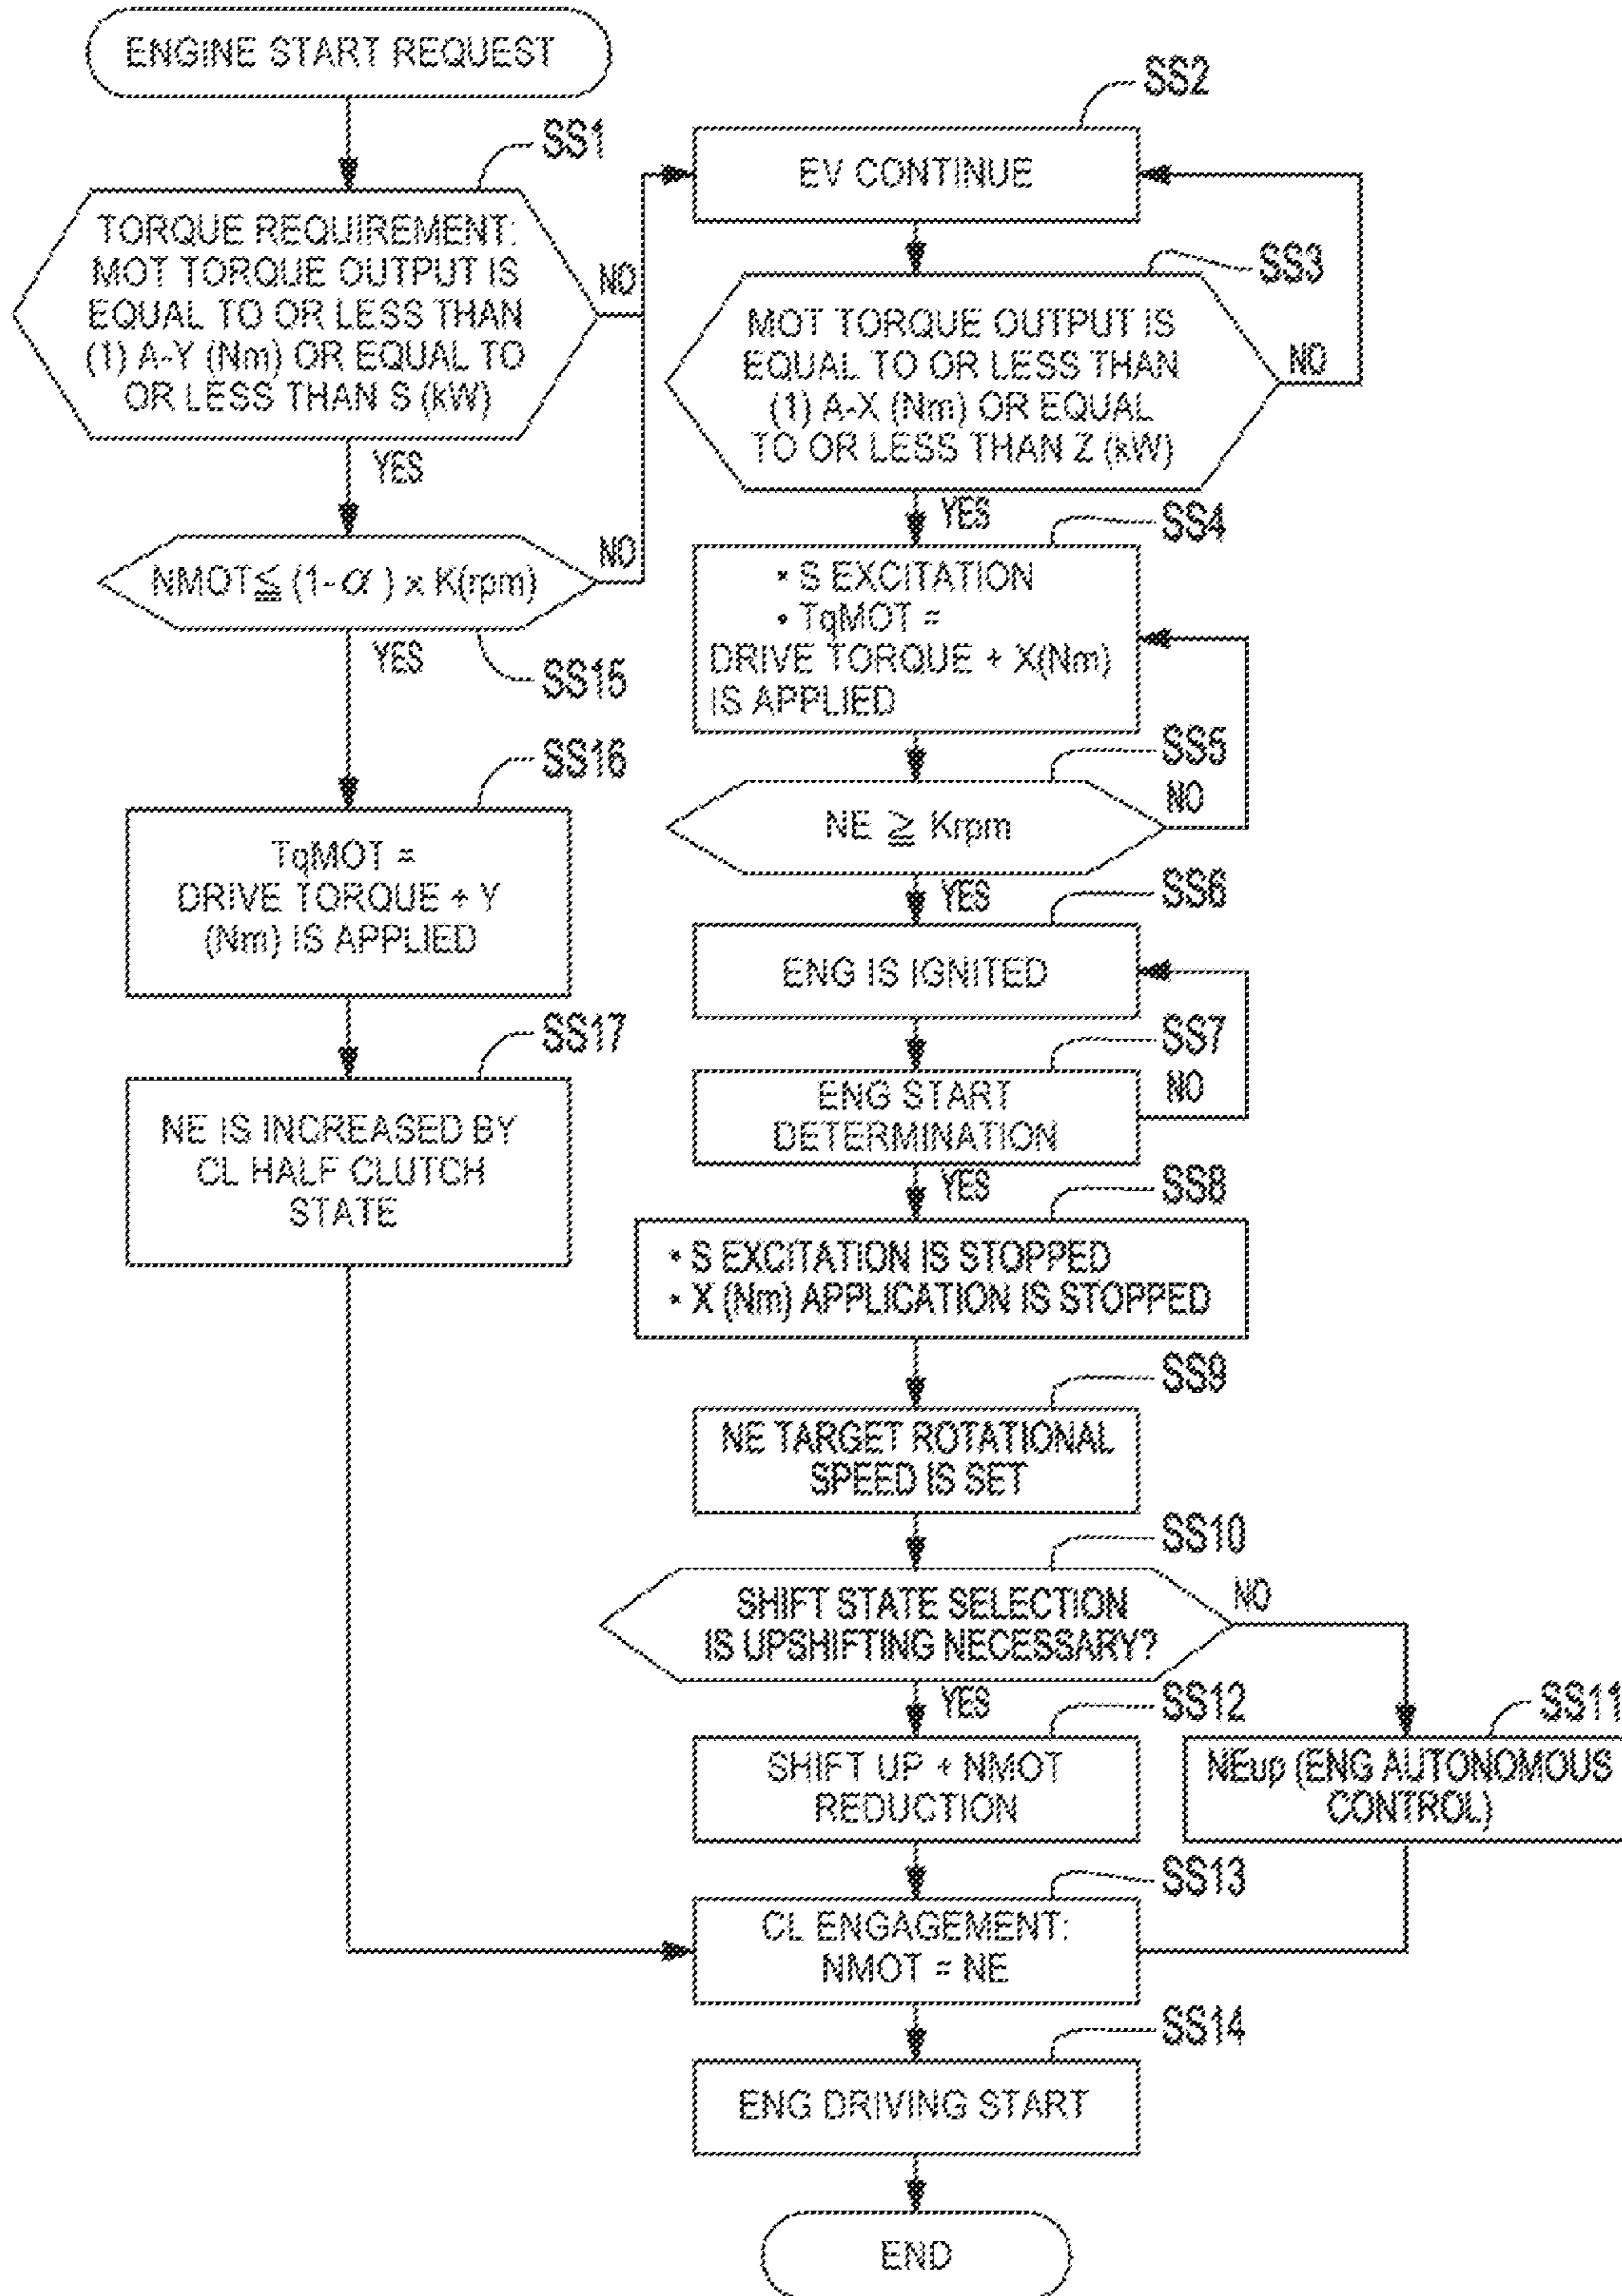 ENGINE START REQUEST
SS1
TORQUE REQUIREMENT:
MOT TORQUE OUTPUT IS
EQUAL TO OR LESS THAN
(1) A-Y (Nm) OR EQUAL TO
OR LESS THAN S (kW)
NO
YES
NMOT≦(1-α) x K(rpm)
NO
YES
SS15
SS16
TqMOT =
DRIVE TORQUE + Y
(Nm) IS APPLIED
SS17
NE IS INCREASED BY
CL HALF CLUTCH
STATE
SS2
EV CONTINUE
SS3
MOT TORQUE OUTPUT IS
EQUAL TO OR LESS THAN
(1) A-X (Nm) OR EQUAL
TO OR LESS THAN Z (kW)
NO
YES
SS4
• S EXCITATION
• TqMOT =
DRIVE TORQUE + X(Nm)
IS APPLIED
SS5
NE ≧ Krpm
NO
YES
SS6
ENG IS IGNITED
SS7
ENG START
DETERMINATION
NO
YES
SS8
• S EXCITATION IS STOPPED
• X (Nm) APPLICATION IS STOPPED
SS9
NE TARGET ROTATIONAL
SPEED IS SET
SS10
SHIFT STATE SELECTION
IS UPSHIFTING NECESSARY?
NO
YES
SS12
SHIFT UP + NMOT
REDUCTION
SS11
NEup (ENG AUTONOMOUS
CONTROL)
SS13
CL ENGAGEMENT:
NMOT = NE
SS14
ENG DRIVING START
END